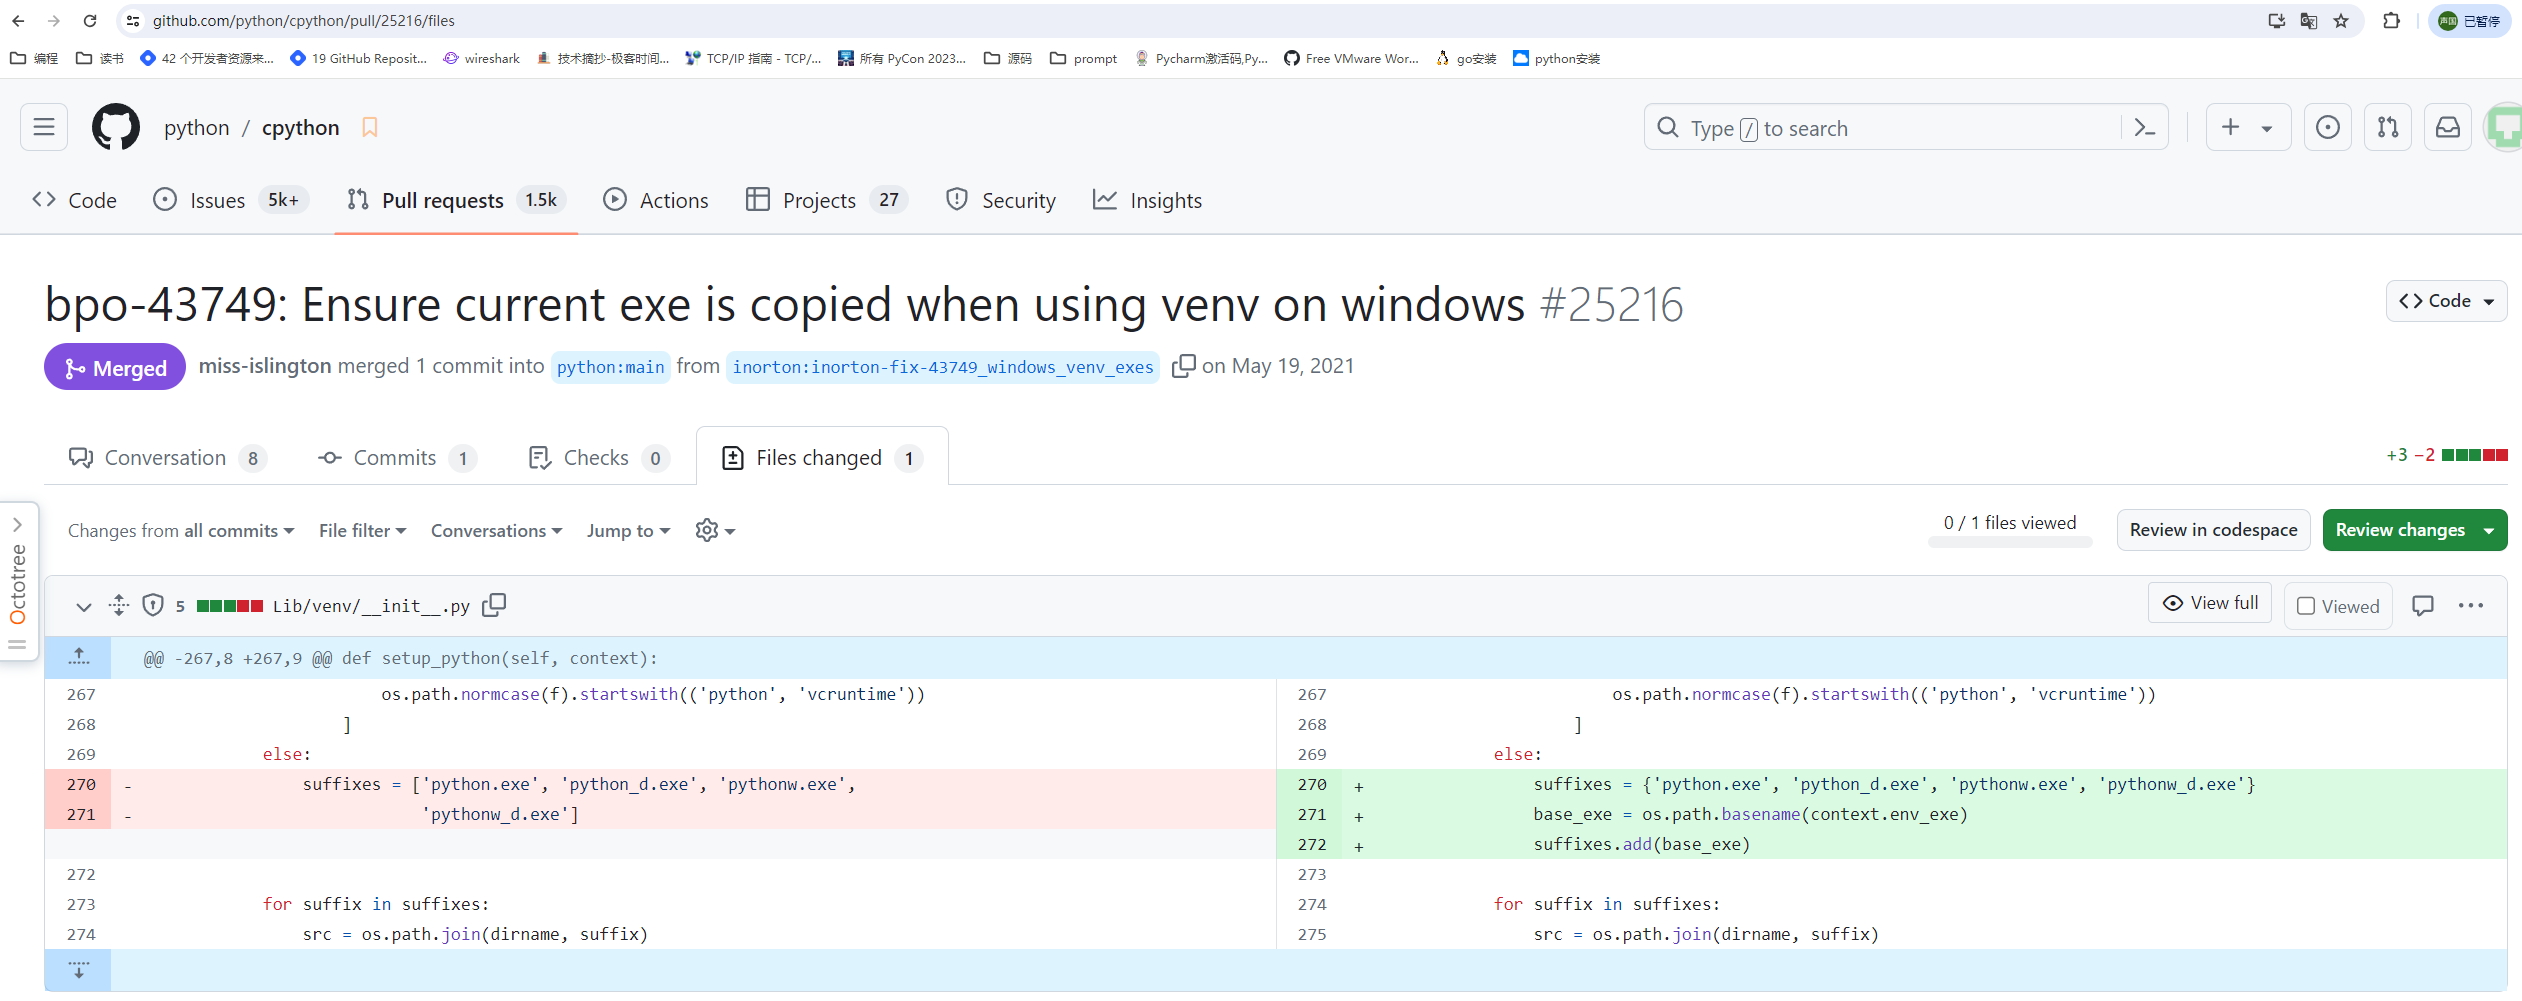 github.com/python/cpython/pull/25216/files
声国 已暂停
编程 读书 42 个开发者资源来... 19 GitHub Reposit... wireshark 技术摘抄-极客时间... TCP/IP 指南 - TCP/... 所有 PyCon 2023... 源码 prompt Pycharm激活码,Py... Free VMware Wor... go安装 python安装
python / cpython Type / to search
Code Issues 5k+ Pull requests 1.5k Actions Projects 27 Security Insights
bpo-43749: Ensure current exe is copied when using venv on windows #25216 Code
Merged miss-islington merged 1 commit into python:main from inorton:inorton-fix-43749_windows_venv_exes on May 19, 2021
Conversation 8 Commits 1 Checks 0 Files changed 1 +3 −2
Changes from all commits File filter Conversations Jump to 0 / 1 files viewed Review in codespace Review changes
Octotree
5 Lib/venv/__init__.py View full Viewed
@@ -267,8 +267,9 @@ def setup_python(self, context):
267 os.path.normcase(f).startswith(('python', 'vcruntime')) 267 os.path.normcase(f).startswith(('python', 'vcruntime'))
268 ] 268 ]
269 else: 269 else:
270 - suffixes = ['python.exe', 'python_d.exe', 'pythonw.exe', 270 + suffixes = {'python.exe', 'python_d.exe', 'pythonw.exe', 'pythonw_d.exe'}
271 - 'pythonw_d.exe'] 271 + base_exe = os.path.basename(context.env_exe)
272 + suffixes.add(base_exe)
272 273
273 for suffix in suffixes: 274 for suffix in suffixes:
274 src = os.path.join(dirname, suffix) 275 src = os.path.join(dirname, suffix)